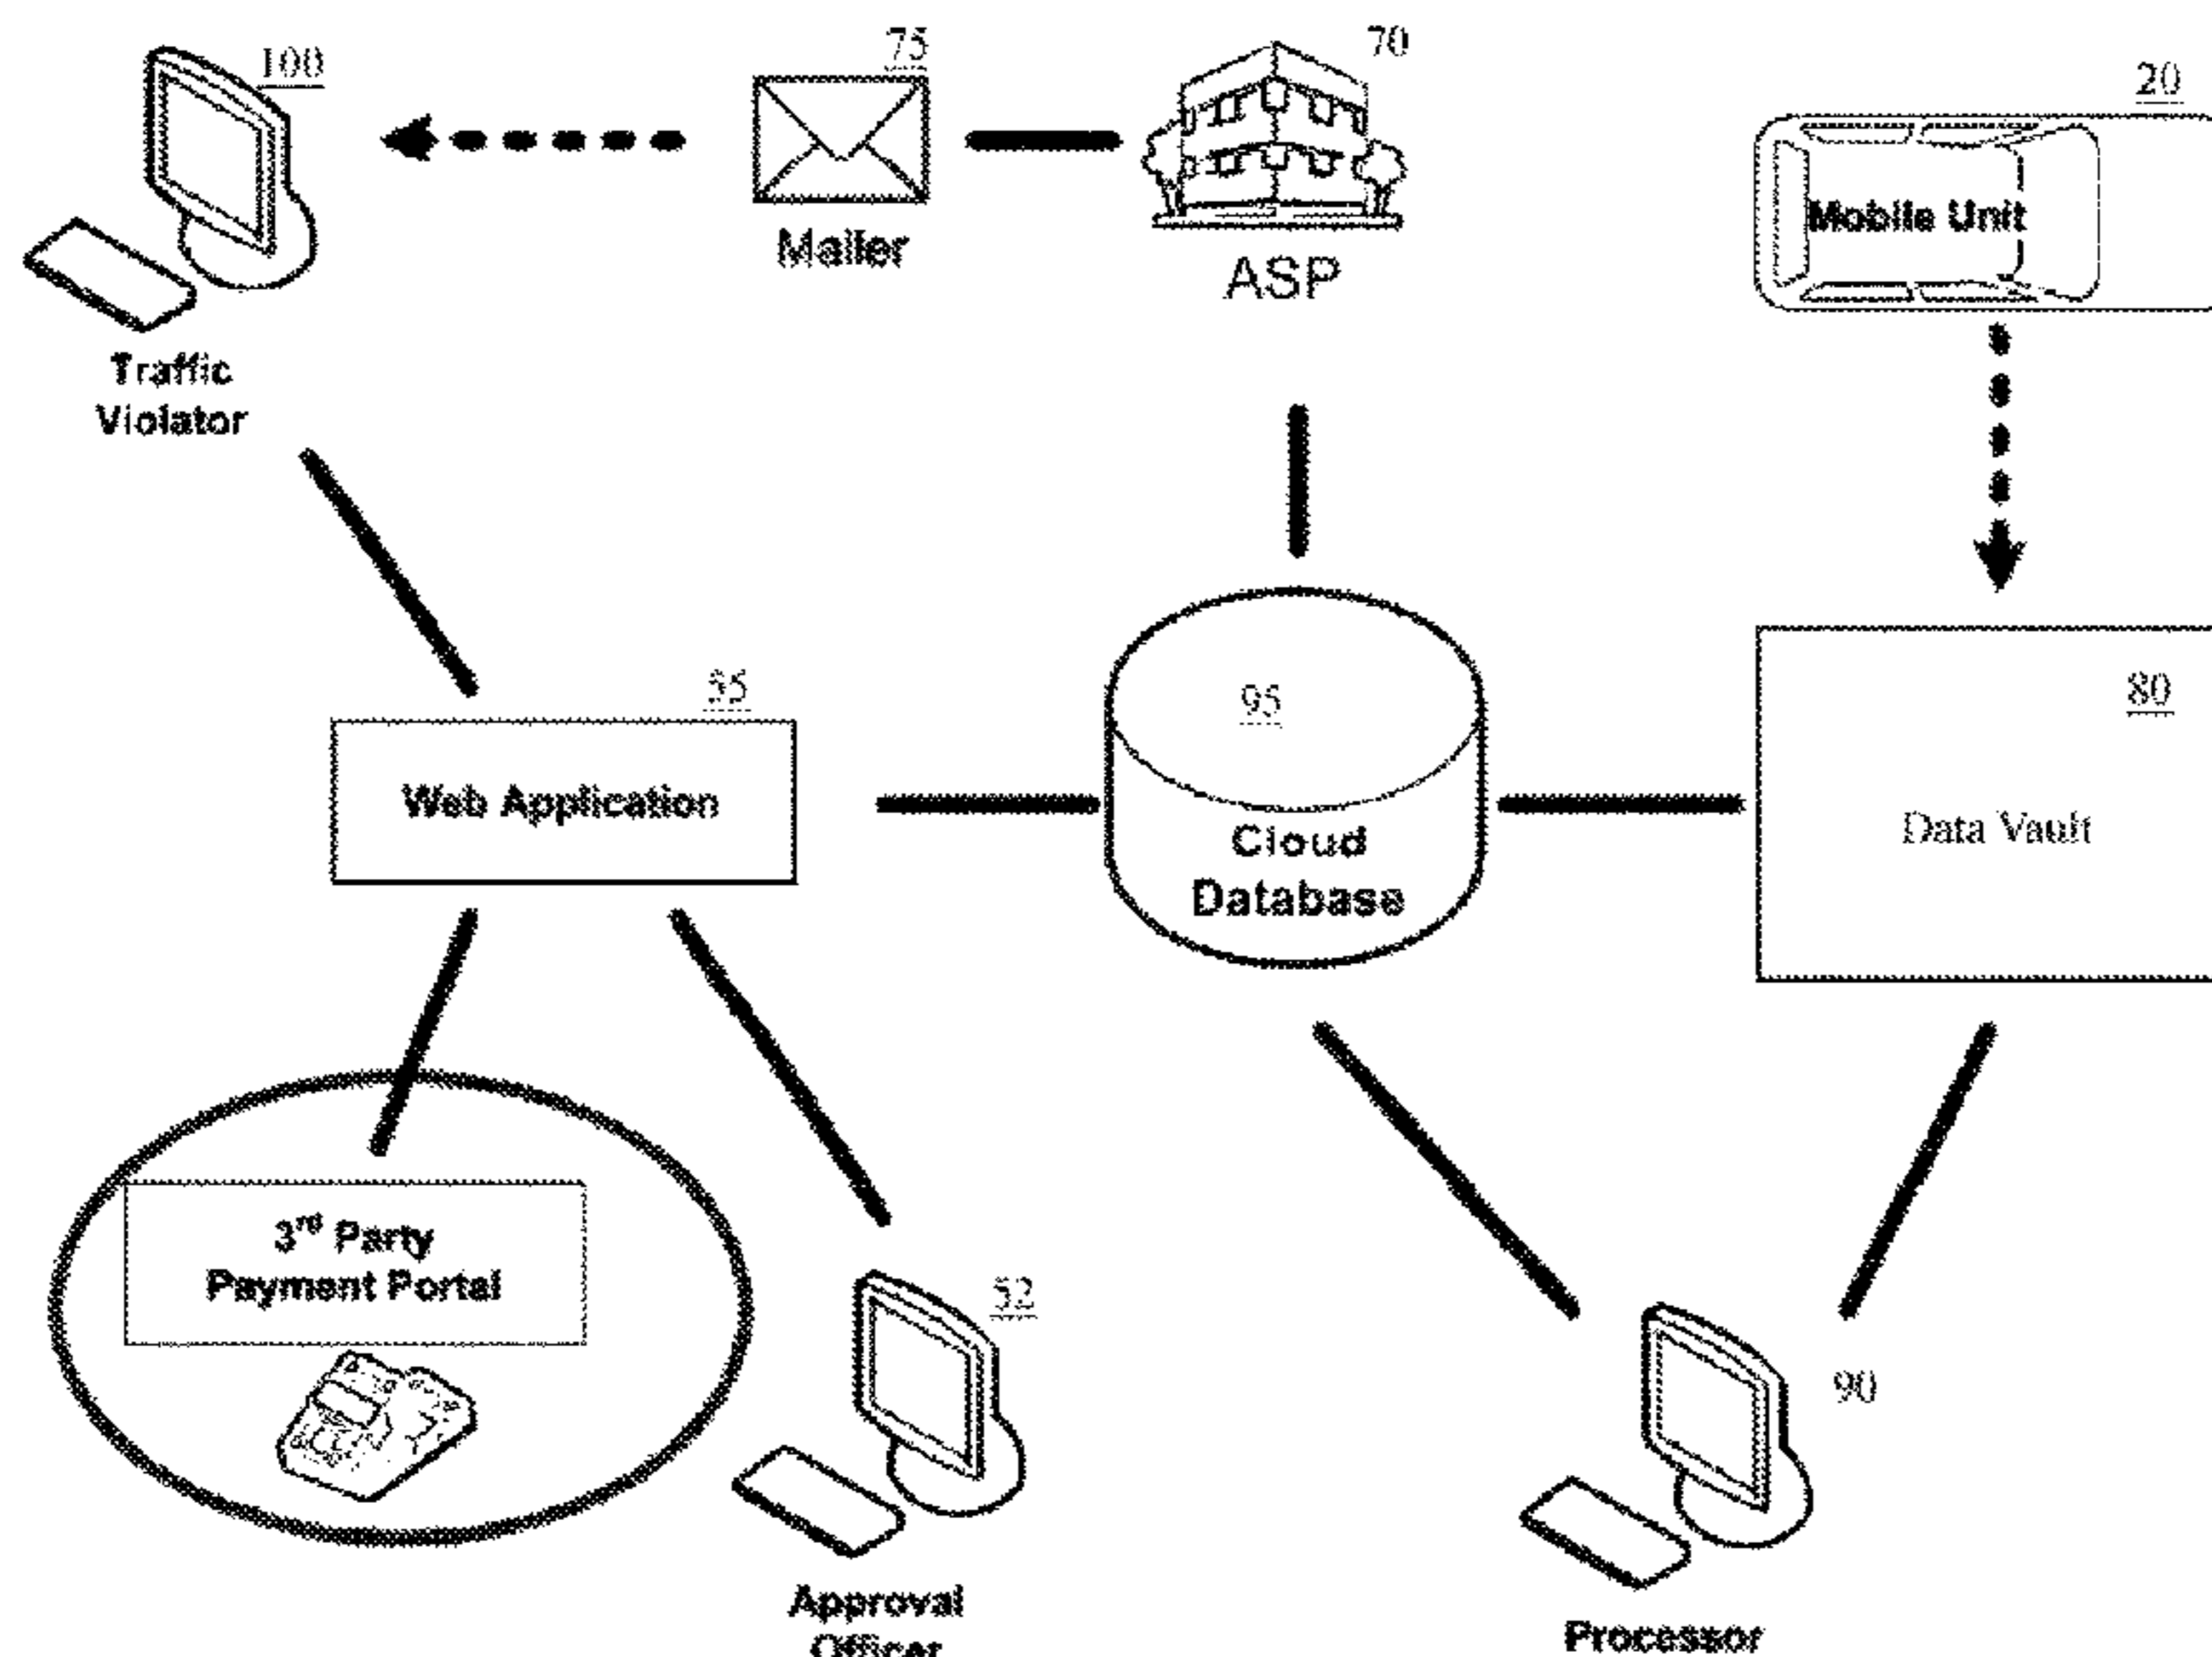 100
75
70
20
Mobile Unit
Mailer
ASP
Traffic
Violator
55
95
80
Web Application
Cloud
Database
Data Vault
3rd Party
Payment Portal
52
90
Approval
Officer
Processor